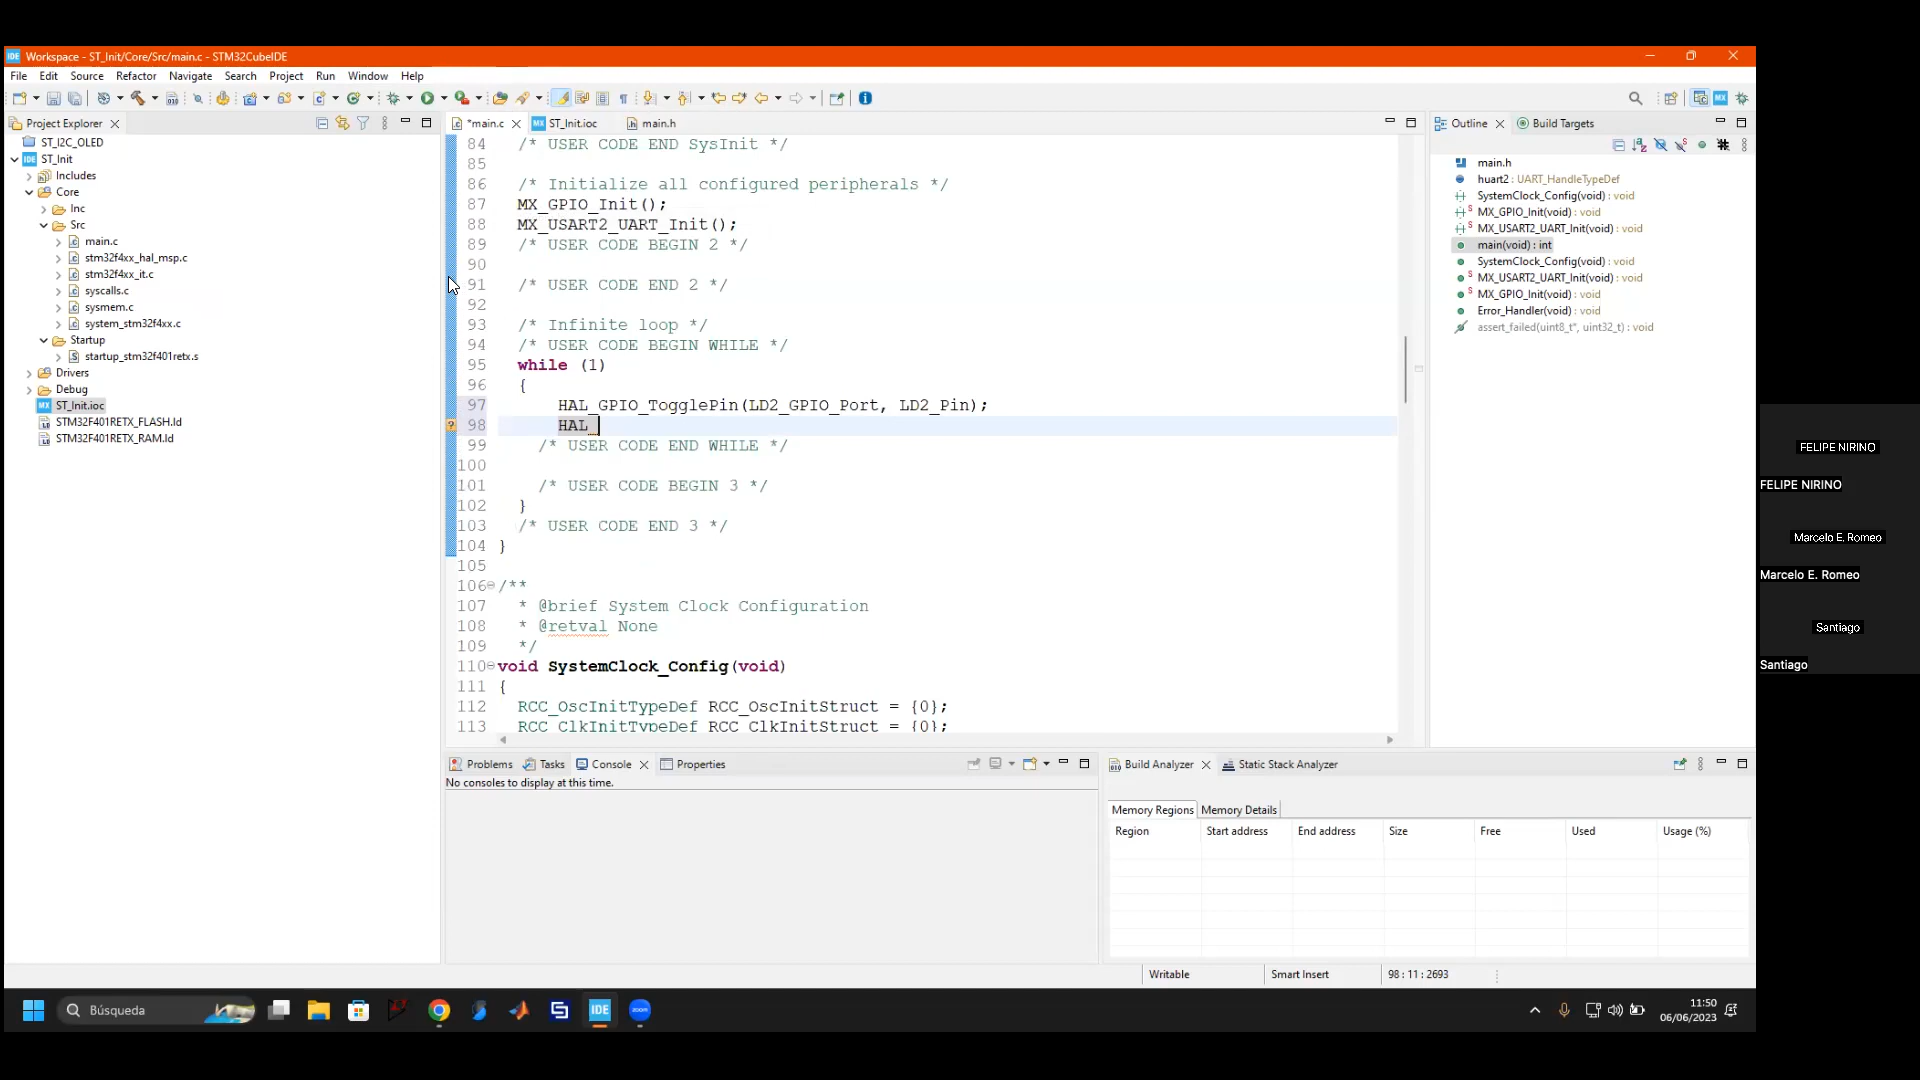 Workspace - ST_Init/Core/Src/main.c - STM32CubeIDE
File Edit Source Refactor Navigate Search Project Run Window Help
Project Explorer
*main.c
ST_Init.ioc
main.h
Outline
Build Targets
ST_I2C_OLED
ST_Init
Includes
Core
Inc
Src
main.c
stm32f4xx_hal_msp.c
stm32f4xx_it.c
syscalls.c
sysmem.c
system_stm32f4xx.c
Startup
startup_stm32f401retx.s
Drivers
Debug
ST_Init.ioc
STM32F401RETX_FLASH.ld
STM32F401RETX_RAM.ld
84 /* USER CODE END SysInit */
85
86 /* Initialize all configured peripherals */
87 MX_GPIO_Init();
88 MX_USART2_UART_Init();
89 /* USER CODE BEGIN 2 */
90
91 /* USER CODE END 2 */
92
93 /* Infinite loop */
94 /* USER CODE BEGIN WHILE */
95 while (1)
96 {
97 HAL_GPIO_TogglePin(LD2_GPIO_Port, LD2_Pin);
98 HAL_
99 /* USER CODE END WHILE */
100
101 /* USER CODE BEGIN 3 */
102 }
103 /* USER CODE END 3 */
104 }
105
106 /**
107 * @brief System Clock Configuration
108 * @retval None
109 */
110 void SystemClock_Config(void)
111 {
112 RCC_OscInitTypeDef RCC_OscInitStruct = {0};
113 RCC_ClkInitTypeDef RCC_ClkInitStruct = {0};
main.h
huart2 : UART_HandleTypeDef
SystemClock_Config(void) : void
MX_GPIO_Init(void) : void
MX_USART2_UART_Init(void) : void
main(void) : int
SystemClock_Config(void) : void
MX_USART2_UART_Init(void) : void
MX_GPIO_Init(void) : void
Error_Handler(void) : void
assert_failed(uint8_t*, uint32_t) : void
Problems Tasks Console Properties
No consoles to display at this time.
Build Analyzer Static Stack Analyzer
Memory Regions Memory Details
Region Start address End address Size Free Used Usage (%)
Writable Smart Insert 98 : 11 : 2693
FELIPE NIRINO
FELIPE NIRINO
Marcelo E. Romeo
Marcelo E. Romeo
Santiago
Santiago
Búsqueda
IDE
zoom
11:50
06/06/2023